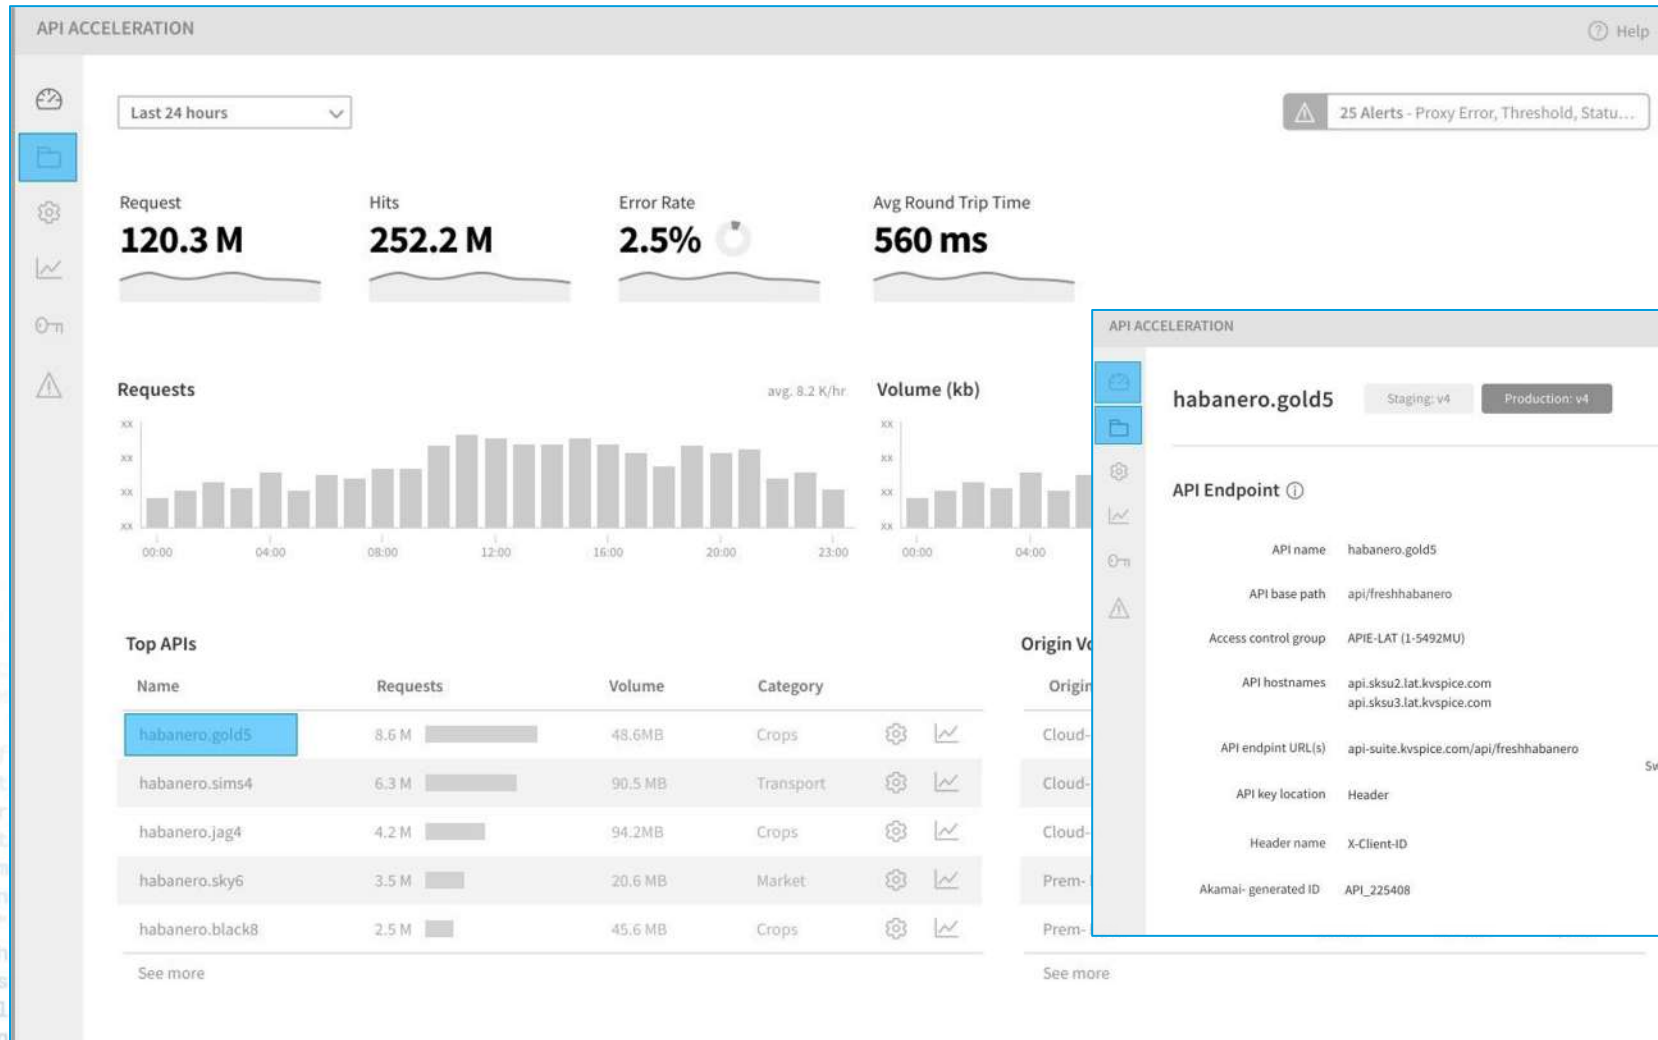 API ACCELERATION
Help
Last 24 hours
25 Alerts - Proxy Error, Threshold, Statu...
Request
Hits
Error Rate
Avg Round Trip Time
120.3 M
252.2 M
2.5%
560 ms
Requests
avg. 8.2 K/hr
xx
xx
xx
xx
00:00 04:00 08:00 12:00 16:00 20:00 23:00
Volume (kb)
xx
xx
xx
xx
00:00 04:00
Top APIs
Name Requests Volume Category
habanero.gold5 8.6 M 48.6MB Crops
habanero.sims4 6.3 M 90.5 MB Transport
habanero.jag4 4.2 M 94.2MB Crops
habanero.sky6 3.5 M 20.6 MB Market
habanero.black8 2.5 M 45.6 MB Crops
See more
Origin
Cloud-
Cloud-
Cloud-
Prem-
Prem-
See more
API ACCELERATION
habanero.gold5 Staging: v4 Production: v4
API Endpoint
API name habanero.gold5
API base path api/freshhabanero
Access control group APIE-LAT (1-5492MU)
API hostnames api.sksu2.lat.kvspice.com
api.sksu3.lat.kvspice.com
API endpint URL(s) api-suite.kvspice.com/api/freshhabanero
API key location Header
Header name X-Client-ID
Akamai- generated ID API_225408